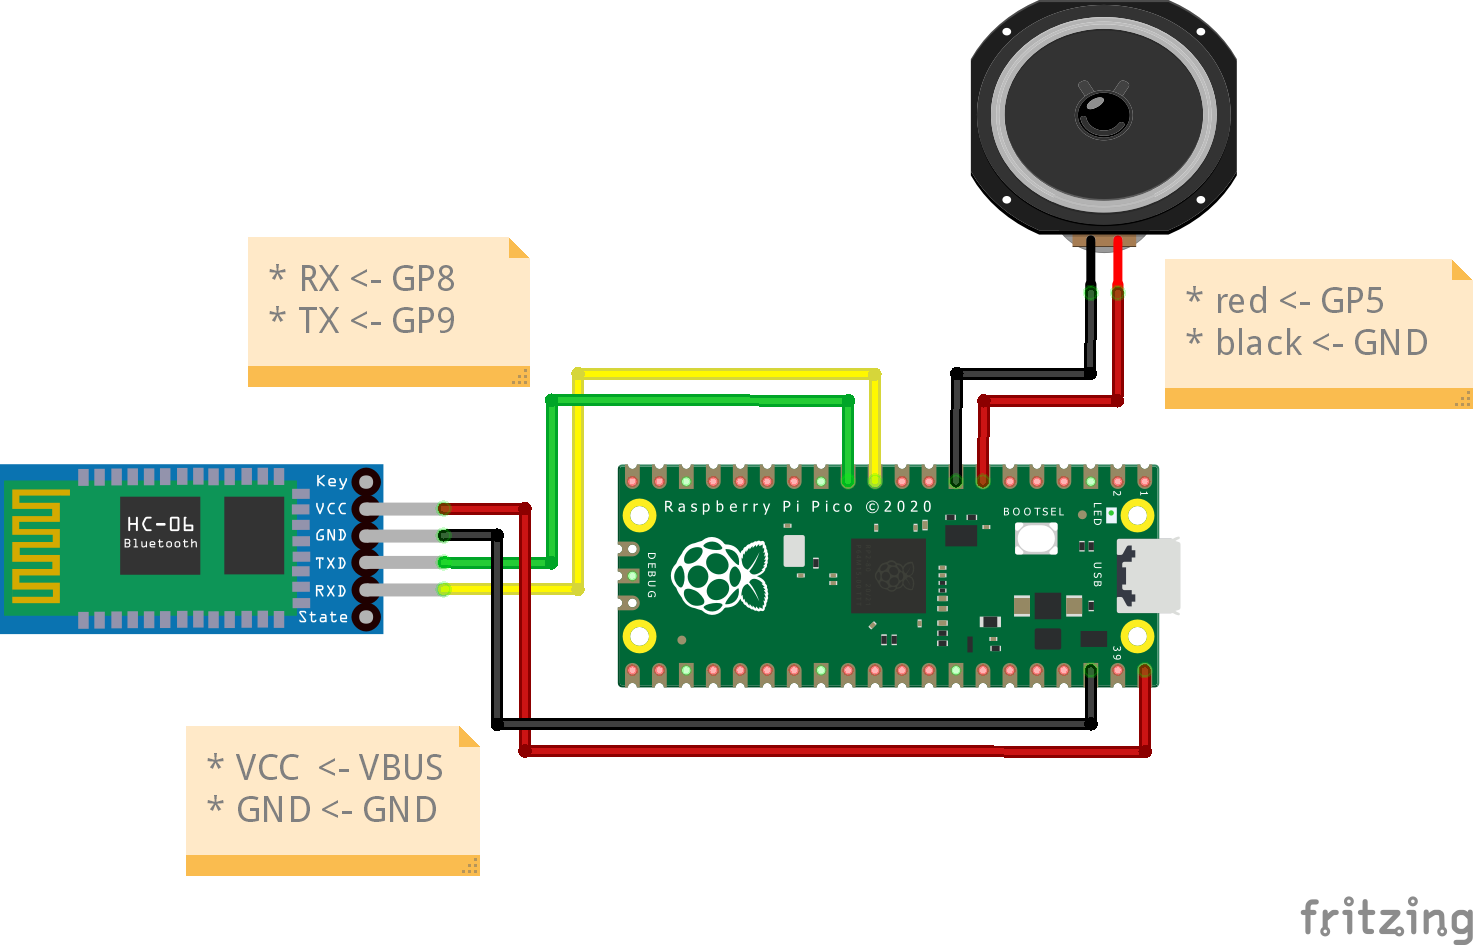 * RX <- GP8
* TX <- GP9
* red <- GP5
* black <- GND
Key
VCC
GND
TXD
RXD
State
HC-06
Bluetooth
Raspberry Pi Pico ©2020
BOOTSEL
LED
2
1
USB
DEBUG
39
* VCC <- VBUS
* GND <- GND
fritzing